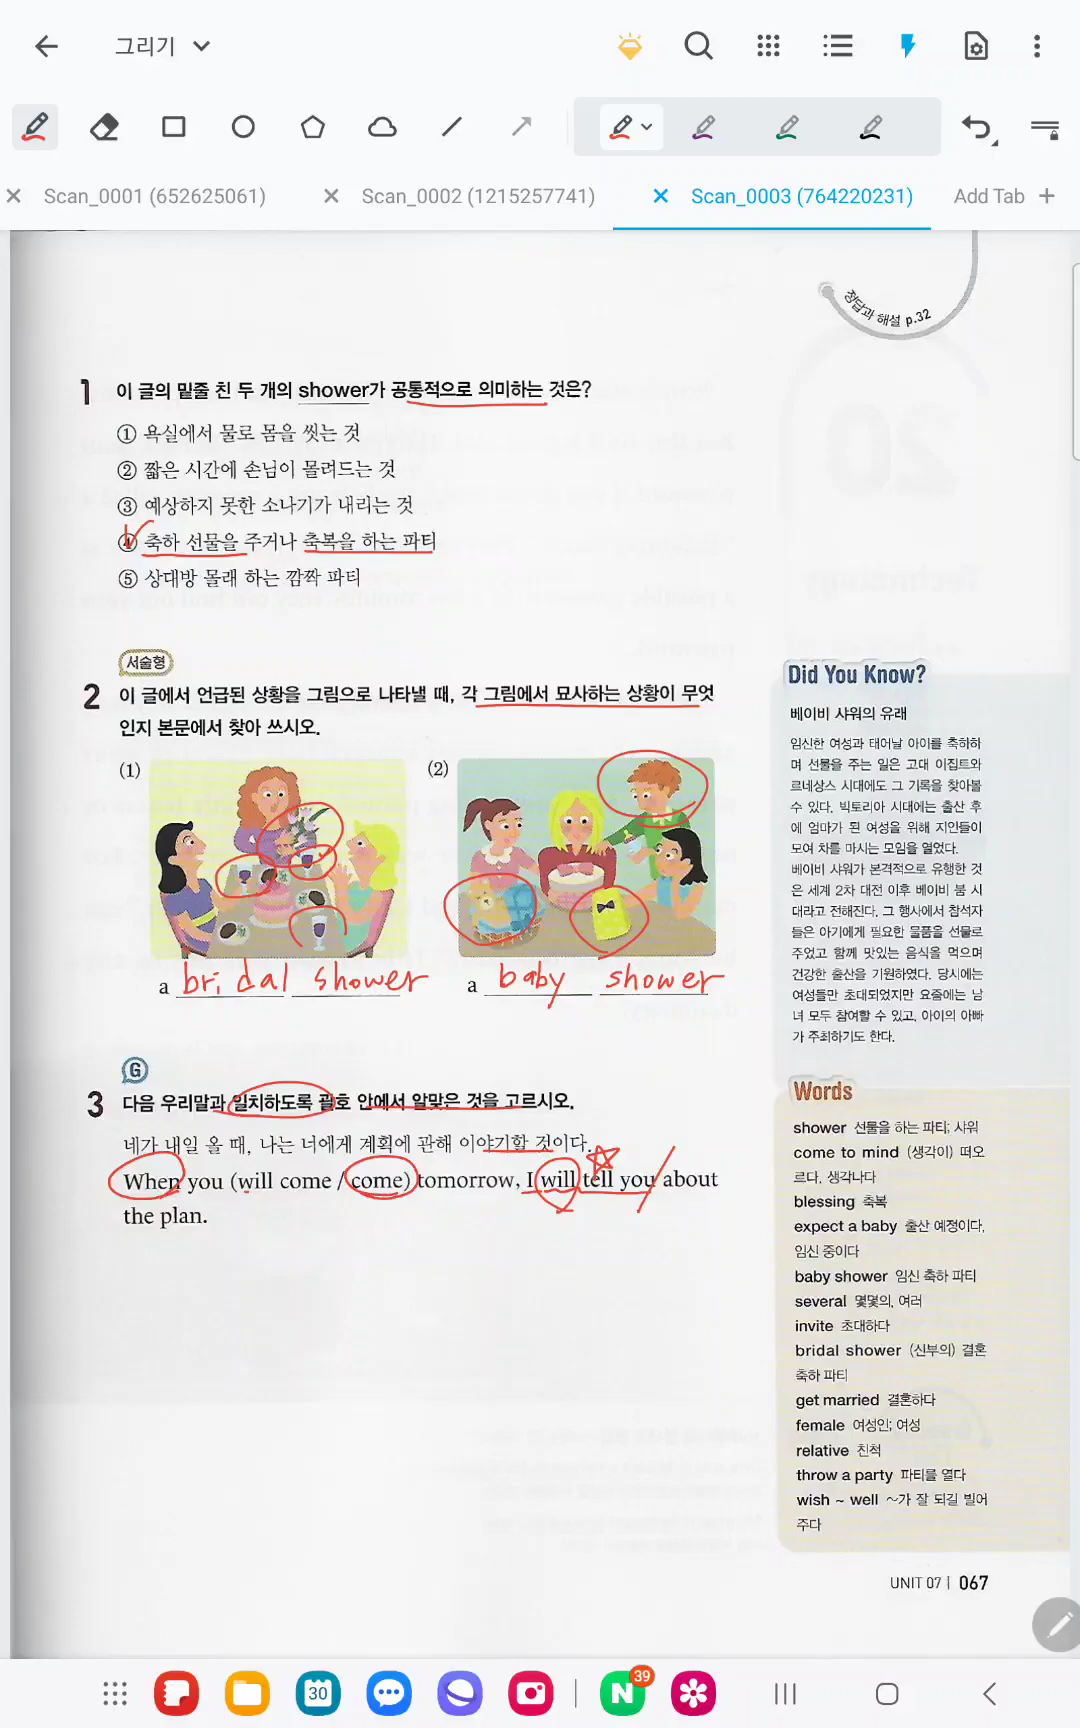 그리기
Scan_0001 (652625061)
Scan_0002 (1215257741)
Scan_0003 (764220231)
Add Tab +
정답과 해설 p.32
1 이 글의 밑줄 친 두 개의 shower가 공통적으로 의미하는 것은?
① 욕실에서 물로 몸을 씻는 것
② 짧은 시간에 손님이 몰려드는 것
③ 예상하지 못한 소나기가 내리는 것
④ 축하 선물을 주거나 축복을 하는 파티
⑤ 상대방 몰래 하는 깜짝 파티
서술형
2 이 글에서 언급된 상황을 그림으로 나타낼 때, 각 그림에서 묘사하는 상황이 무엇
인지 본문에서 찾아 쓰시오.
(1)
(2)
a bridal shower
a baby shower
G
3 다음 우리말과 일치하도록 괄호 안에서 알맞은 것을 고르시오.
네가 내일 올 때, 나는 너에게 계획에 관해 이야기할 것이다.
When you (will come / come) tomorrow, I will tell you about
the plan.
Did You Know?
베이비 샤워의 유래
임신한 여성과 태어날 아이를 축하하
며 선물을 주는 일은 고대 이집트와
르네상스 시대에도 그 기록을 찾아볼
수 있다. 빅토리아 시대에는 출산 후
에 엄마가 된 여성을 위해 지인들이
모여 차를 마시는 모임을 열었다.
베이비 샤워가 본격적으로 유행한 것
은 세계 2차 대전 이후 베이비 붐 시
대라고 전해진다. 그 행사에서 참석자
들은 아기에게 필요한 물품을 선물로
주었고 함께 맛있는 음식을 먹으며
건강한 출산을 기원하였다. 당시에는
여성들만 초대되었지만 요즘에는 남
녀 모두 참여할 수 있고, 아이의 아빠
가 주최하기도 한다.
Words
shower 선물을 하는 파티; 샤워
come to mind (생각이) 떠오
르다, 생각나다
blessing 축복
expect a baby 출산 예정이다,
임신 중이다
baby shower 임신 축하 파티
several 몇몇의, 여러
invite 초대하다
bridal shower (신부의) 결혼
축하 파티
get married 결혼하다
female 여성인; 여성
relative 친척
throw a party 파티를 열다
wish ~ well ~가 잘 되길 빌어
주다
UNIT 07 | 067
30
N
39